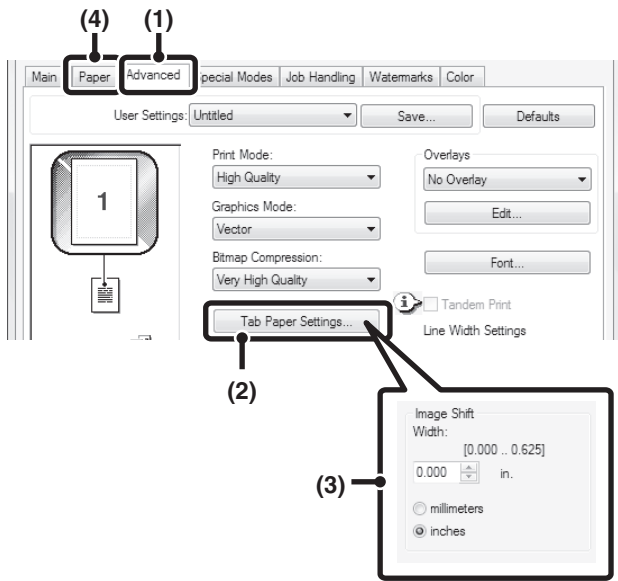 (4) (1)
Main Paper Advanced Special Modes Job Handling Watermarks Color
User Settings: Untitled Save... Defaults
Print Mode:
High Quality
Graphics Mode:
Vector
Bitmap Compression:
Very High Quality
Tab Paper Settings...
Overlays
No Overlay
Edit...
Font...
Tandem Print
Line Width Settings
1
(2)
(3)
Image Shift
Width:
[0.000 .. 0.625]
0.000 in.
millimeters
inches